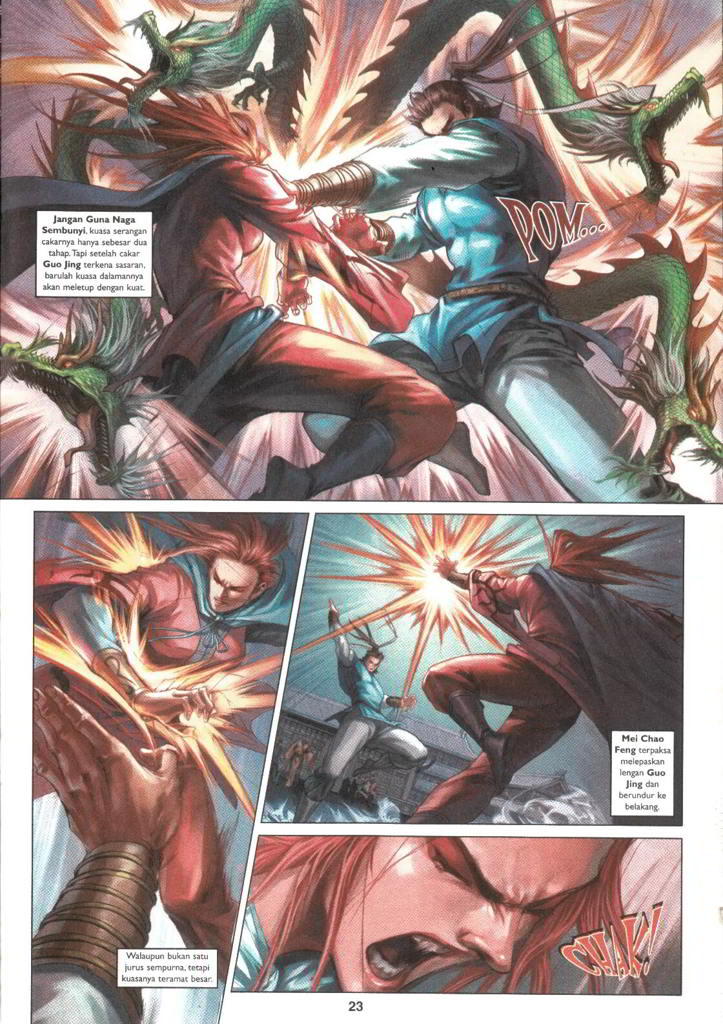 POM...
Jangan Guna Naga
Sembunyi, kuasa serangan
cakarnya hanya sebesar dua
tahap. Tapi setelah cakar
Guo Jing terkena sasaran,
barulah kuasa dalamannya
akan meletup dengan kuat.
Mei Chao
Feng terpaksa
melepaskan
lengan Guo
Jing dan
berundur ke
belakang.
Walaupun bukan satu
jurus sempurna, tetapi
kuasanya teramat besar.
CHAK!
23